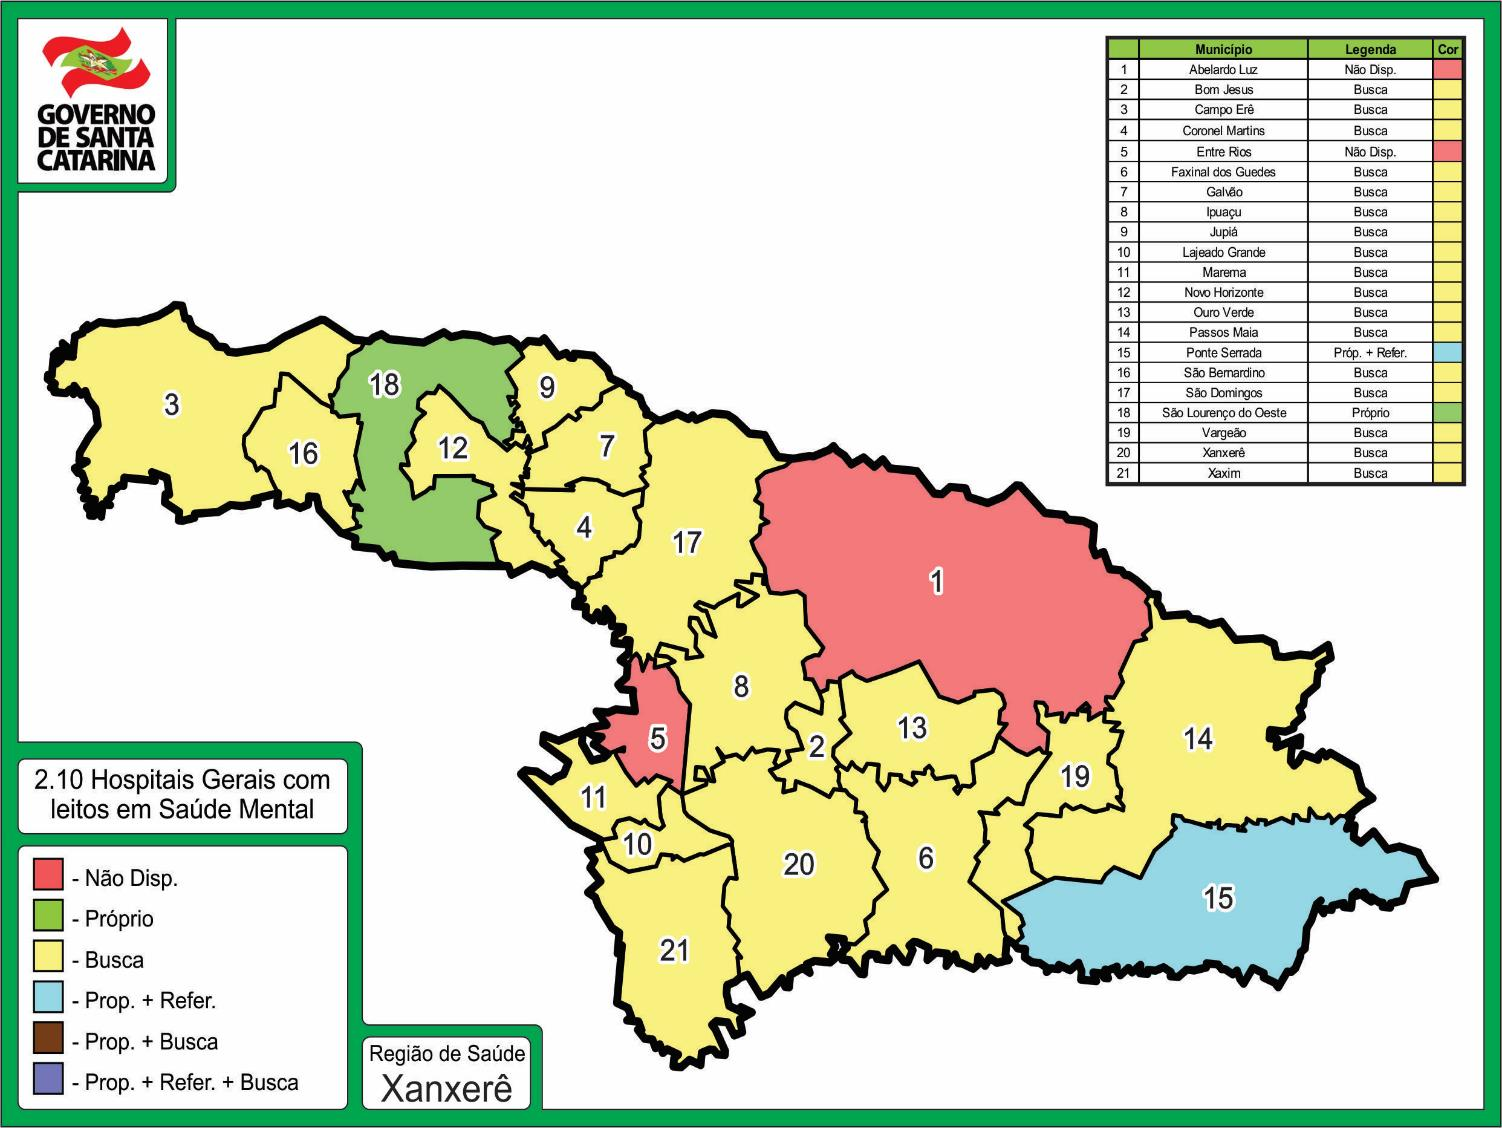 GOVERNO
DE SANTA
CATARINA
Município Legenda Cor
1 Abelardo Luz Não Disp.
2 Bom Jesus Busca
3 Campo Erê Busca
4 Coronel Martins Busca
5 Entre Rios Não Disp.
6 Faxinal dos Guedes Busca
7 Galvão Busca
8 Ipuaçu Busca
9 Jupiá Busca
10 Lajeado Grande Busca
11 Marema Busca
12 Novo Horizonte Busca
13 Ouro Verde Busca
14 Passos Maia Busca
15 Ponte Serrada Próp. + Refer.
16 São Bernardino Busca
17 São Domingos Busca
18 São Lourenço do Oeste Próprio
19 Vargeão Busca
20 Xanxerê Busca
21 Xaxim Busca
3
18
9
16
12
7
4
17
1
8
5
2
13
14
19
11
10
20
6
15
21
2.10 Hospitais Gerais com
leitos em Saúde Mental
- Não Disp.
- Próprio
- Busca
- Prop. + Refer.
- Prop. + Busca
- Prop. + Refer. + Busca
Região de Saúde
Xanxerê